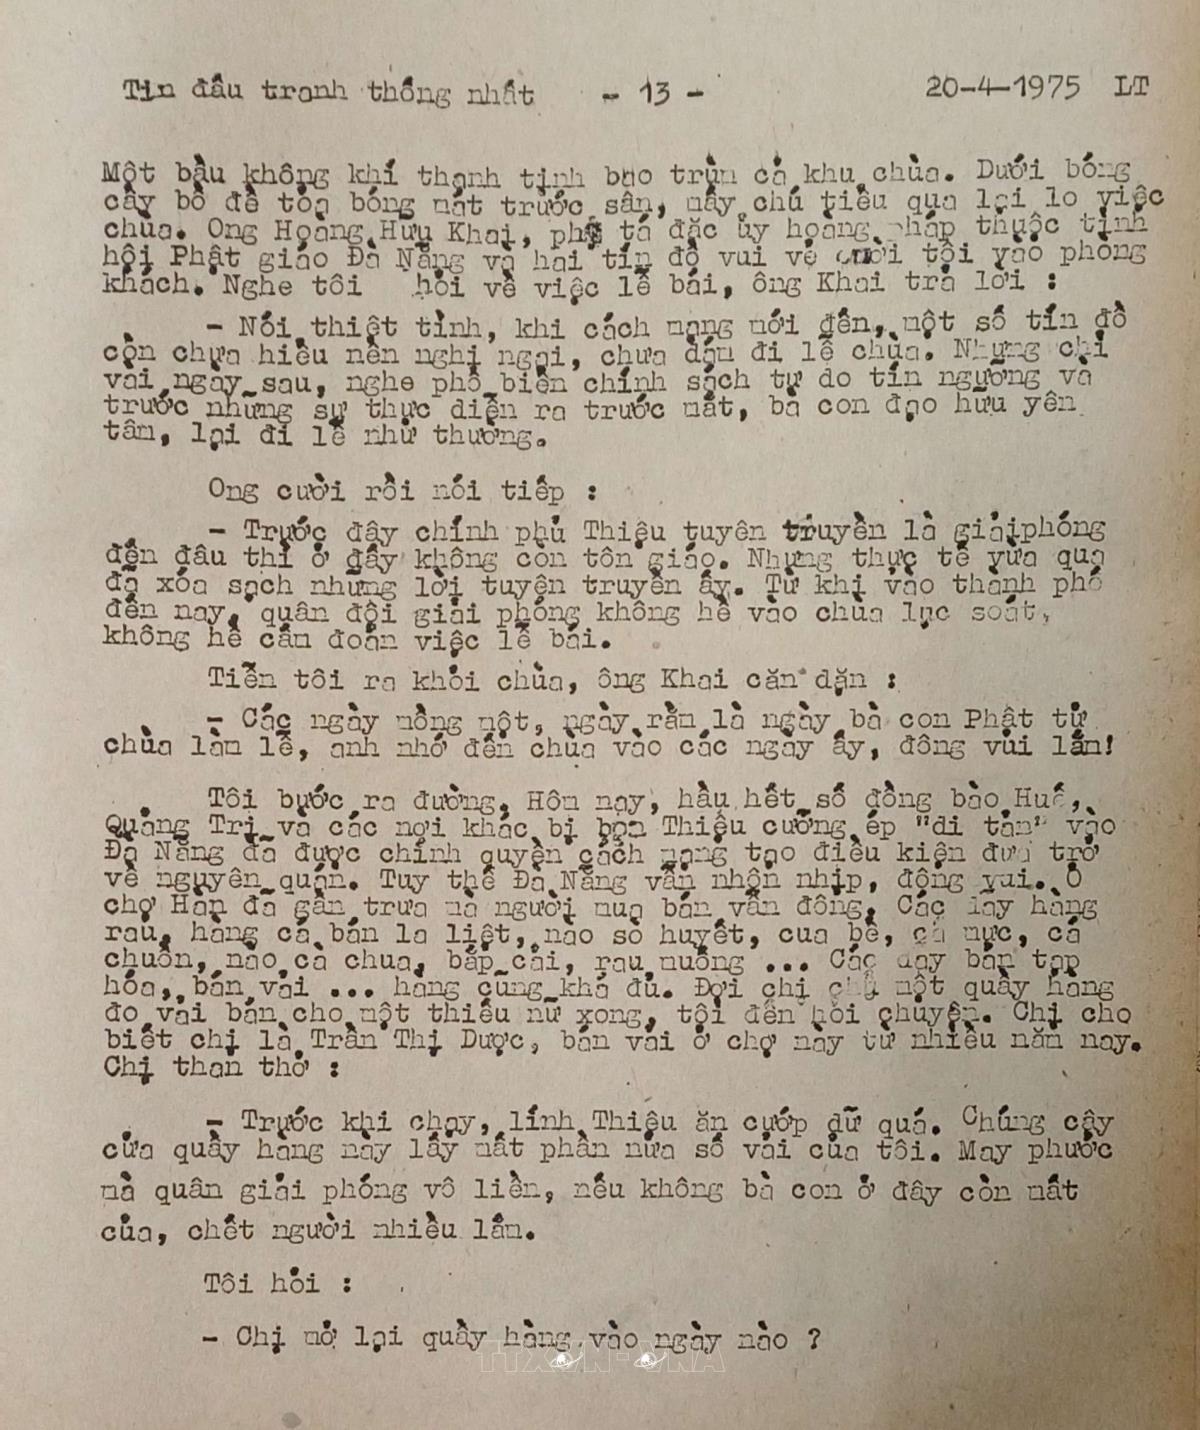 Tin đấu tranh thống nhất - 13 - 20-4-1975 LT
Một bầu không khí thanh tịnh bao trùm cả khu chùa. Dưới bóng
cây bồ đề tỏa bóng mát trước sân, mấy chú tiểu qua lại lo việc
chùa. Ông Hoàng Hữu Khai, phụ tá đặc ủy hoằng pháp thuộc tỉnh
hội Phật giáo Đà Nẵng và hai tín đồ vui vẻ mời tôi vào phòng
khách. Nghe tôi hỏi về việc lễ bái, ông Khai trả lời :
- Nói thiệt tình, khi cách mạng mới đến, một số tín đồ
còn chưa hiểu nên nghi ngại, chưa dám đi lễ chùa. Nhưng chỉ
vài ngày sau, nghe phổ biến chính sách tự do tín ngưỡng và
trước những sự thực diễn ra trước mắt, bà con đạo hữu yên
tâm, lại đi lễ như thường.
Ông cười rồi nói tiếp :
- Trước đây chính phủ Thiệu tuyên truyền là giảiphóng
đến đâu thì ở đấy không còn tôn giáo. Nhưng thực tế vừa qua
đã xóa sạch những lời tuyên truyền ấy. Từ khi vào thành phố
đến nay, quân đội giải phóng không hề vào chùa lục soát,
không hề cấm đoán việc lễ bái.
Tiễn tôi ra khỏi chùa, ông Khai căn dặn :
- Các ngày mồng một, ngày rằm là ngày bà con Phật tử
chùa làm lễ, anh nhớ đến chùa vào các ngày ấy, đông vui lắm!
Tôi bước ra đường. Hôm nay, hầu hết số đồng bào Huế,
Quảng Trị và các nơi khác bị bọn Thiệu cưỡng ép "di tản" vào
Đà Nẵng đã được chính quyền cách mạng tạo điều kiện đưa trở
về nguyên quán. Tuy thế Đà Nẵng vẫn nhộn nhịp, đông vui. Ở
chợ Hàn đã gần trưa mà người mua bán vẫn đông. Các dãy hàng
rau, hàng cá bán la liệt, nào sò huyết, cua bể, cá mực, cá
chuồn, nào cà chua, bắp cải, rau muống ... Các dãy bán tạp
hóa, bán vải ... hàng cũng khá đủ. Đợi chị chủ một quầy hàng
đo vải bán cho một thiếu nữ xong, tôi đến hỏi chuyện. Chị cho
biết chị là Trần Thị Dược, bán vải ở chợ này từ nhiều năm nay.
Chị than thở :
- Trước khi chạy, lính Thiệu ăn cướp dữ quá. Chúng cậy
cửa quầy hàng này lấy mất phần nửa số vải của tôi. May phước
mà quân giải phóng vô liền, nếu không bà con ở đây còn mất
của, chết người nhiều lắm.
Tôi hỏi :
- Chị mở lại quầy hàng vào ngày nào ?
TTXVN-VNA